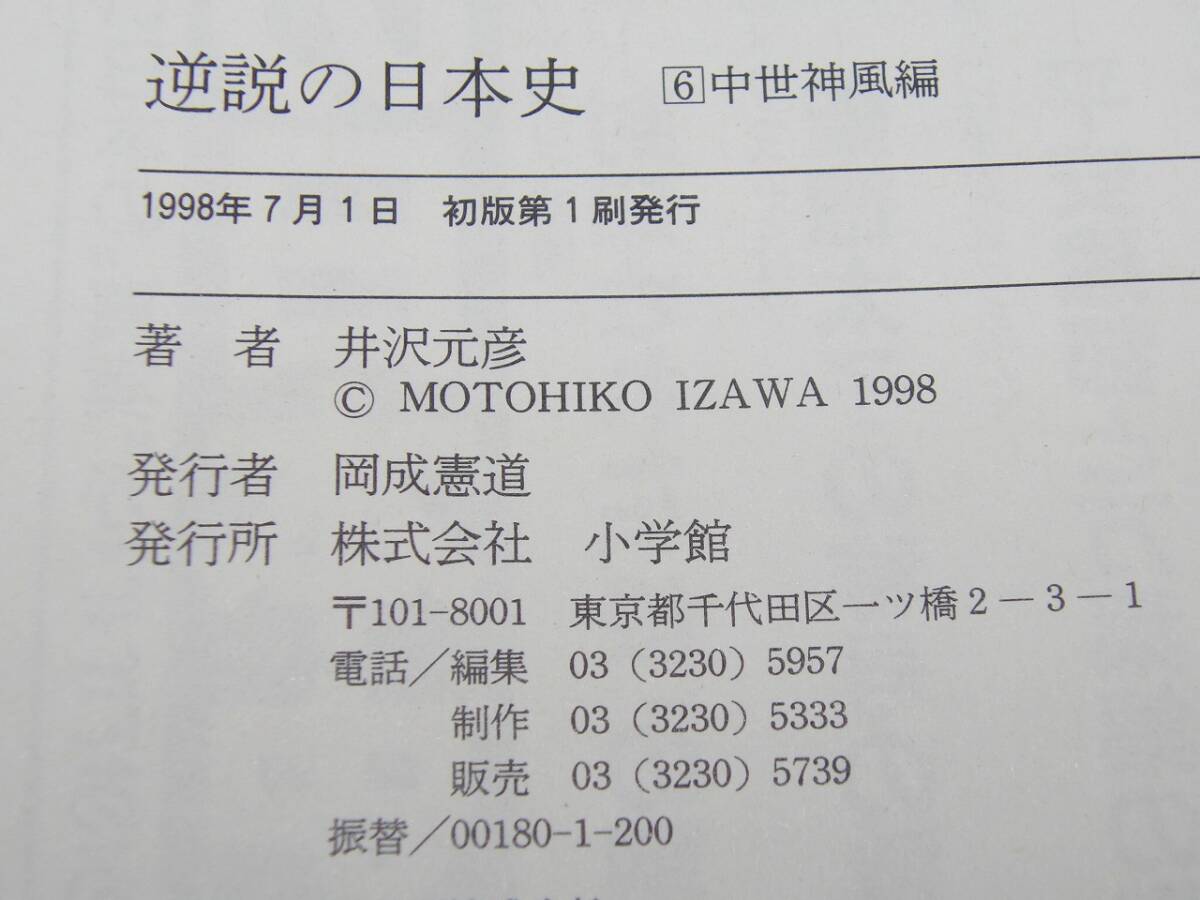 逆説の日本史 6中世神風編
1998年7月1日 初版第1刷発行
著 者 井沢元彦
© MOTOHIKO IZAWA 1998
発行者 岡成憲道
発行所 株式会社 小学館
〒101-8001 東京都千代田区一ツ橋2-3-1
電話/編集 03(3230)5957
制作 03(3230)5333
販売 03(3230)5739
振替/00180-1-200